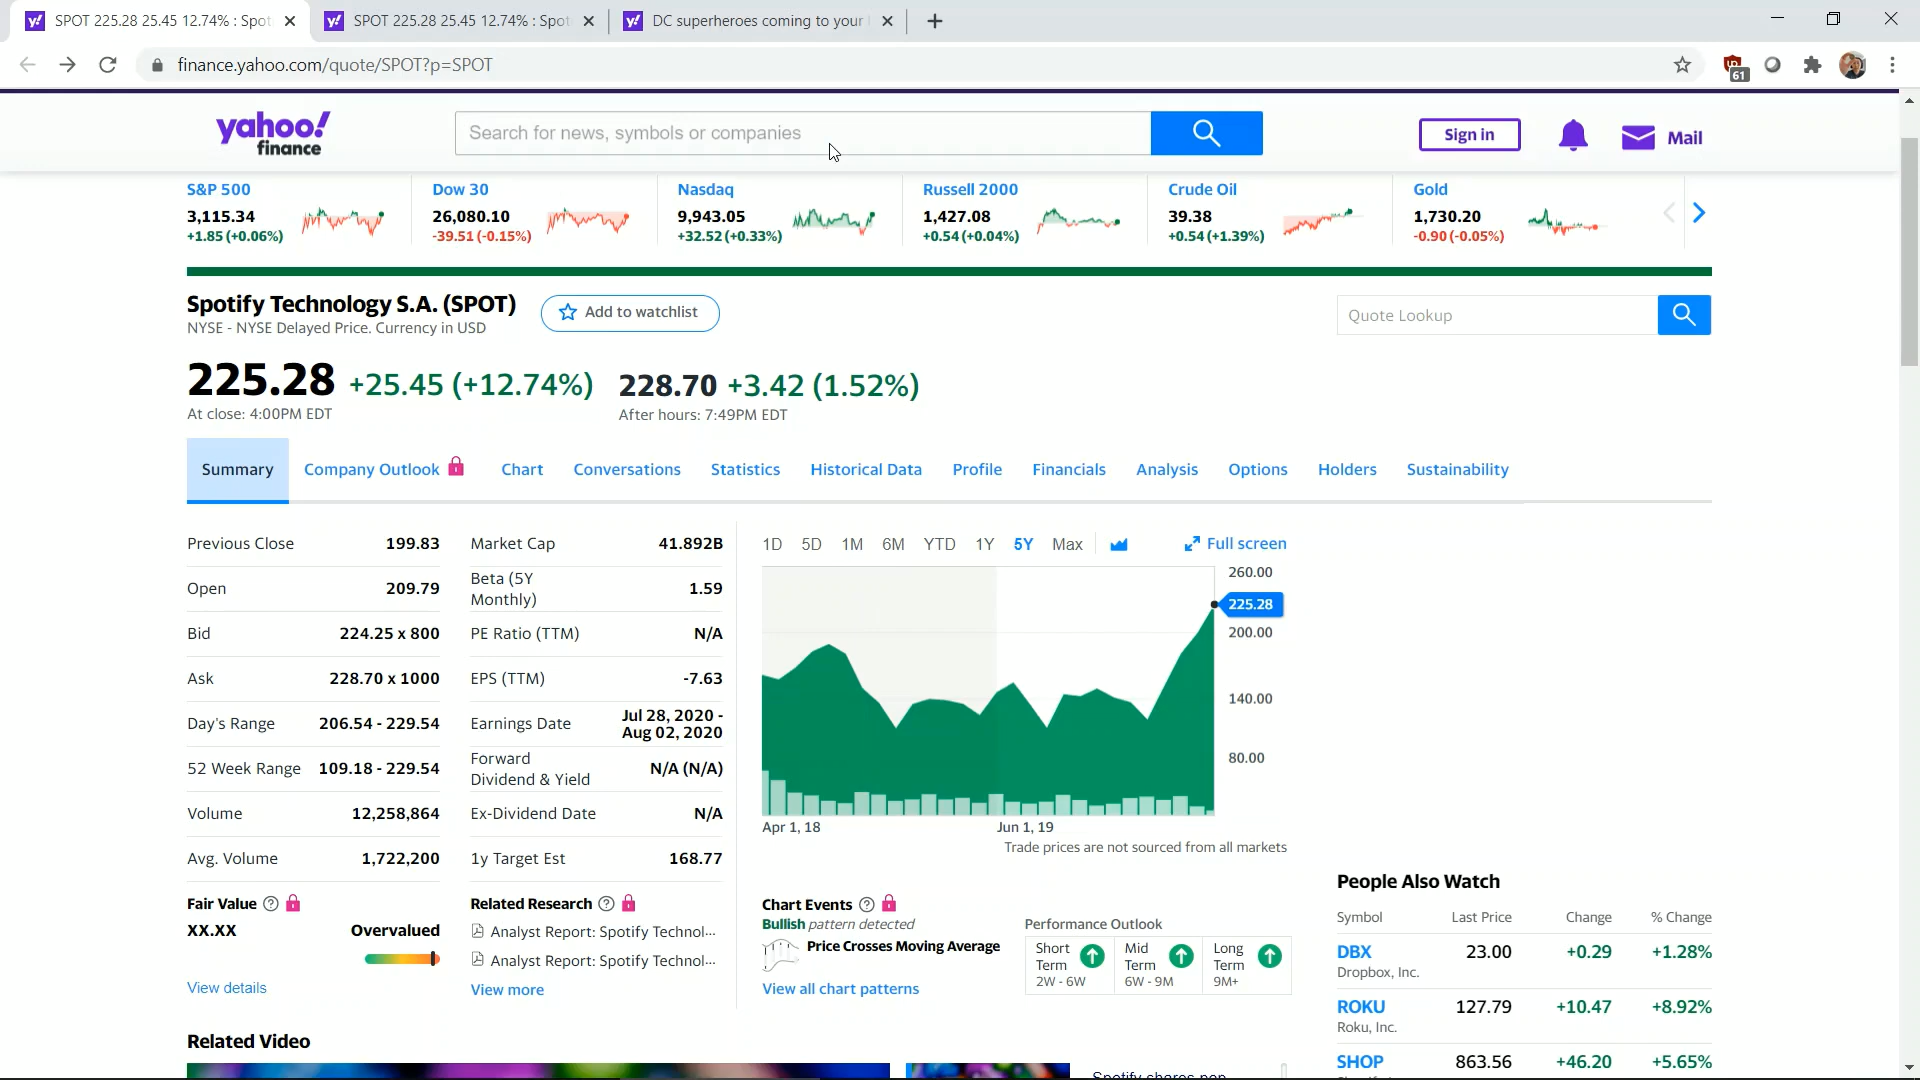 SPOT 225.28 25.45 12.74% : Spot
SPOT 225.28 25.45 12.74% : Spot
DC superheroes coming to your
finance.yahoo.com/quote/SPOT?p=SPOT
61
yahoo!
finance
Search for news, symbols or companies
Sign in
Mail
S&P 500
3,115.34
+1.85 (+0.06%)
Dow 30
26,080.10
-39.51 (-0.15%)
Nasdaq
9,943.05
+32.52 (+0.33%)
Russell 2000
1,427.08
+0.54 (+0.04%)
Crude Oil
39.38
+0.54 (+1.39%)
Gold
1,730.20
-0.90 (-0.05%)
Spotify Technology S.A. (SPOT)
Add to watchlist
NYSE - NYSE Delayed Price. Currency in USD
Quote Lookup
225.28 +25.45 (+12.74%)
At close: 4:00PM EDT
228.70 +3.42 (1.52%)
After hours: 7:49PM EDT
Summary Company Outlook Chart Conversations Statistics Historical Data Profile Financials Analysis Options Holders Sustainability
Previous Close 199.83
Open 209.79
Bid 224.25 x 800
Ask 228.70 x 1000
Day's Range 206.54 - 229.54
52 Week Range 109.18 - 229.54
Volume 12,258,864
Avg. Volume 1,722,200
Market Cap 41.892B
Beta (5Y
Monthly) 1.59
PE Ratio (TTM) N/A
EPS (TTM) -7.63
Earnings Date Jul 28, 2020 -
Aug 02, 2020
Forward
Dividend & Yield N/A (N/A)
Ex-Dividend Date N/A
1y Target Est 168.77
1D 5D 1M 6M YTD 1Y 5Y Max Full screen
260.00
225.28
200.00
140.00
80.00
Apr 1, 18 Jun 1, 19
Trade prices are not sourced from all markets
Fair Value
XX.XX Overvalued
View details
Related Research
Analyst Report: Spotify Technol...
Analyst Report: Spotify Technol...
View more
Chart Events
Bullish pattern detected
Price Crosses Moving Average
View all chart patterns
Performance Outlook
Short
Term
2W - 6W
Mid
Term
6W - 9M
Long
Term
9M+
People Also Watch
Symbol Last Price Change % Change
DBX 23.00 +0.29 +1.28%
Dropbox, Inc.
ROKU 127.79 +10.47 +8.92%
Roku, Inc.
SHOP 863.56 +46.20 +5.65%
Related Video
Spotify shares pop